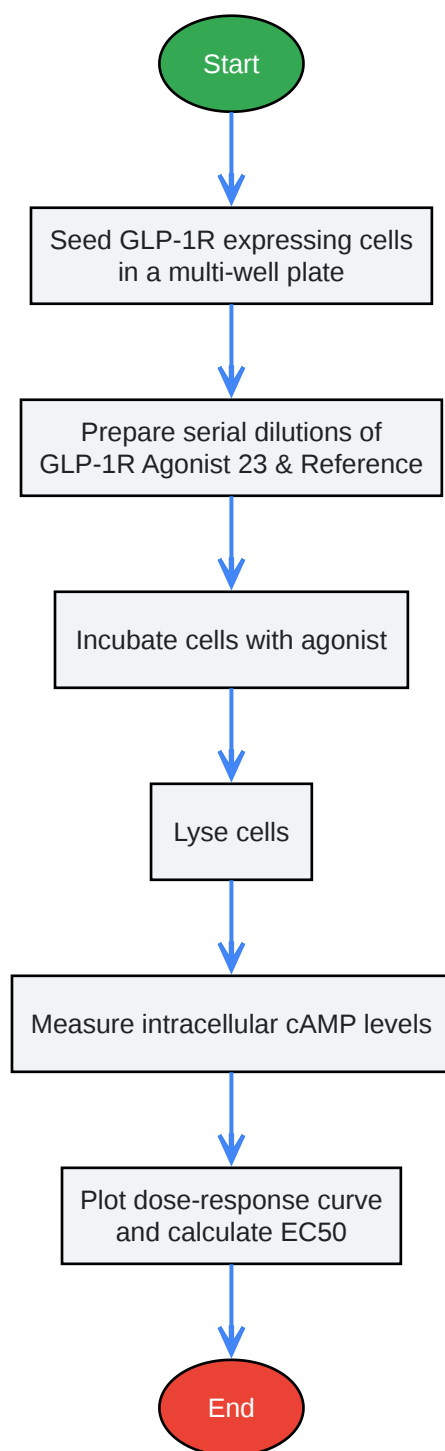 Start
Seed GLP-1R expressing cells
in a multi-well plate
Prepare serial dilutions of
GLP-1R Agonist 23 & Reference
Incubate cells with agonist
Lyse cells
Measure intracellular cAMP levels
Plot dose-response curve
and calculate EC50
End